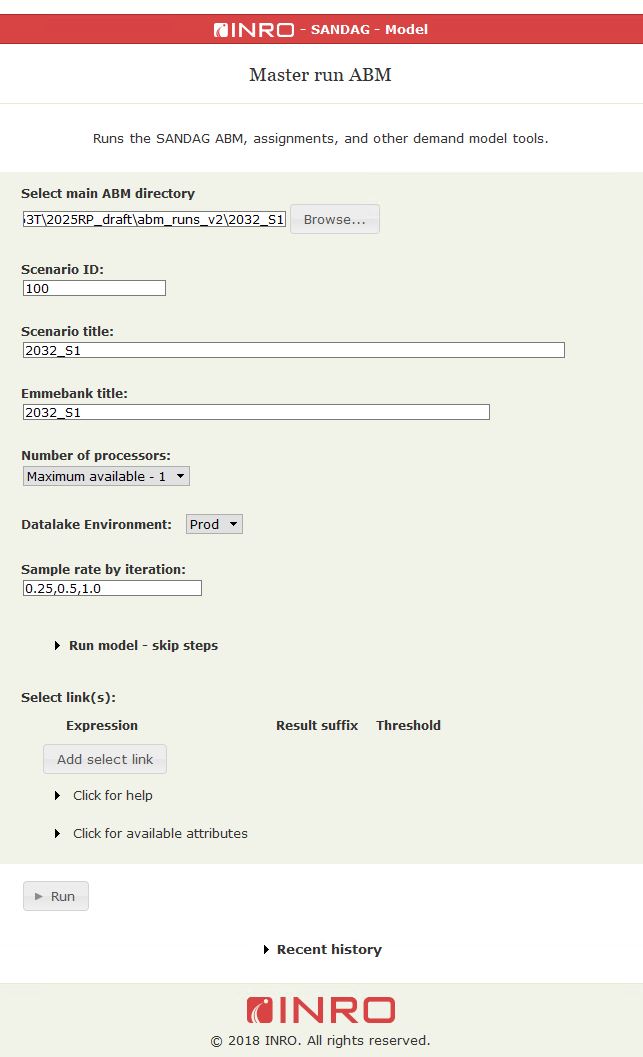 INRO - SANDAG - Model
Master run ABM
Runs the SANDAG ABM, assignments, and other demand model tools.
Select main ABM directory
3T\2025RP_draft\abm_runs_v2\2032_S1 Browse...
Scenario ID:
100
Scenario title:
2032_S1
Emmebank title:
2032_S1
Number of processors:
Maximum available - 1
Datalake Environment: Prod
Sample rate by iteration:
0.25,0.5,1.0
Run model - skip steps
Select link(s):
Expression Result suffix Threshold
Add select link
Click for help
Click for available attributes
Run
Recent history
INRO
© 2018 INRO. All rights reserved.